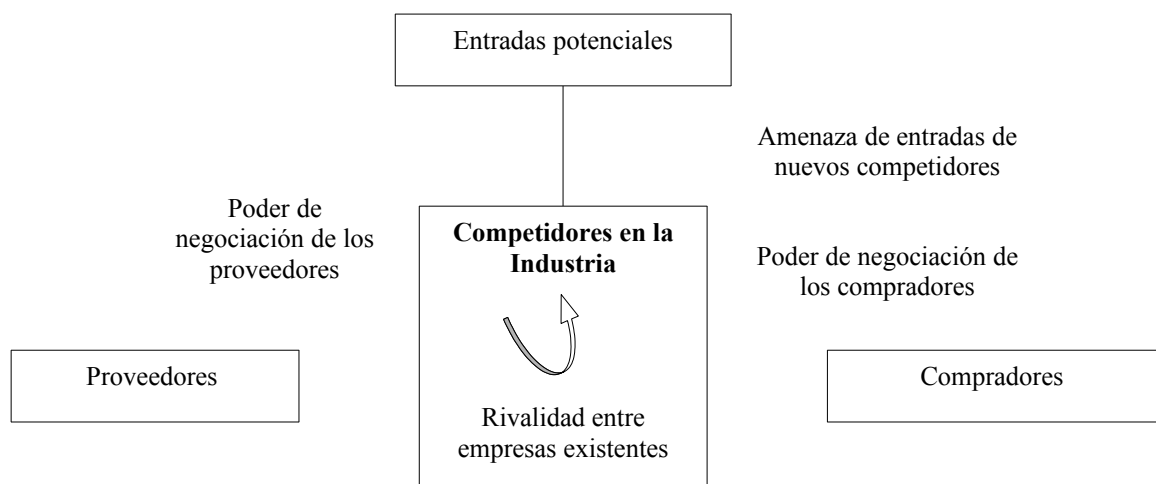 Entradas potenciales
Amenaza de entradas de
nuevos competidores
Poder de
negociación de los
proveedores
Competidores en la
Industria
Poder de negociación de
los compradores
Proveedores
Compradores
Rivalidad entre
empresas existentes